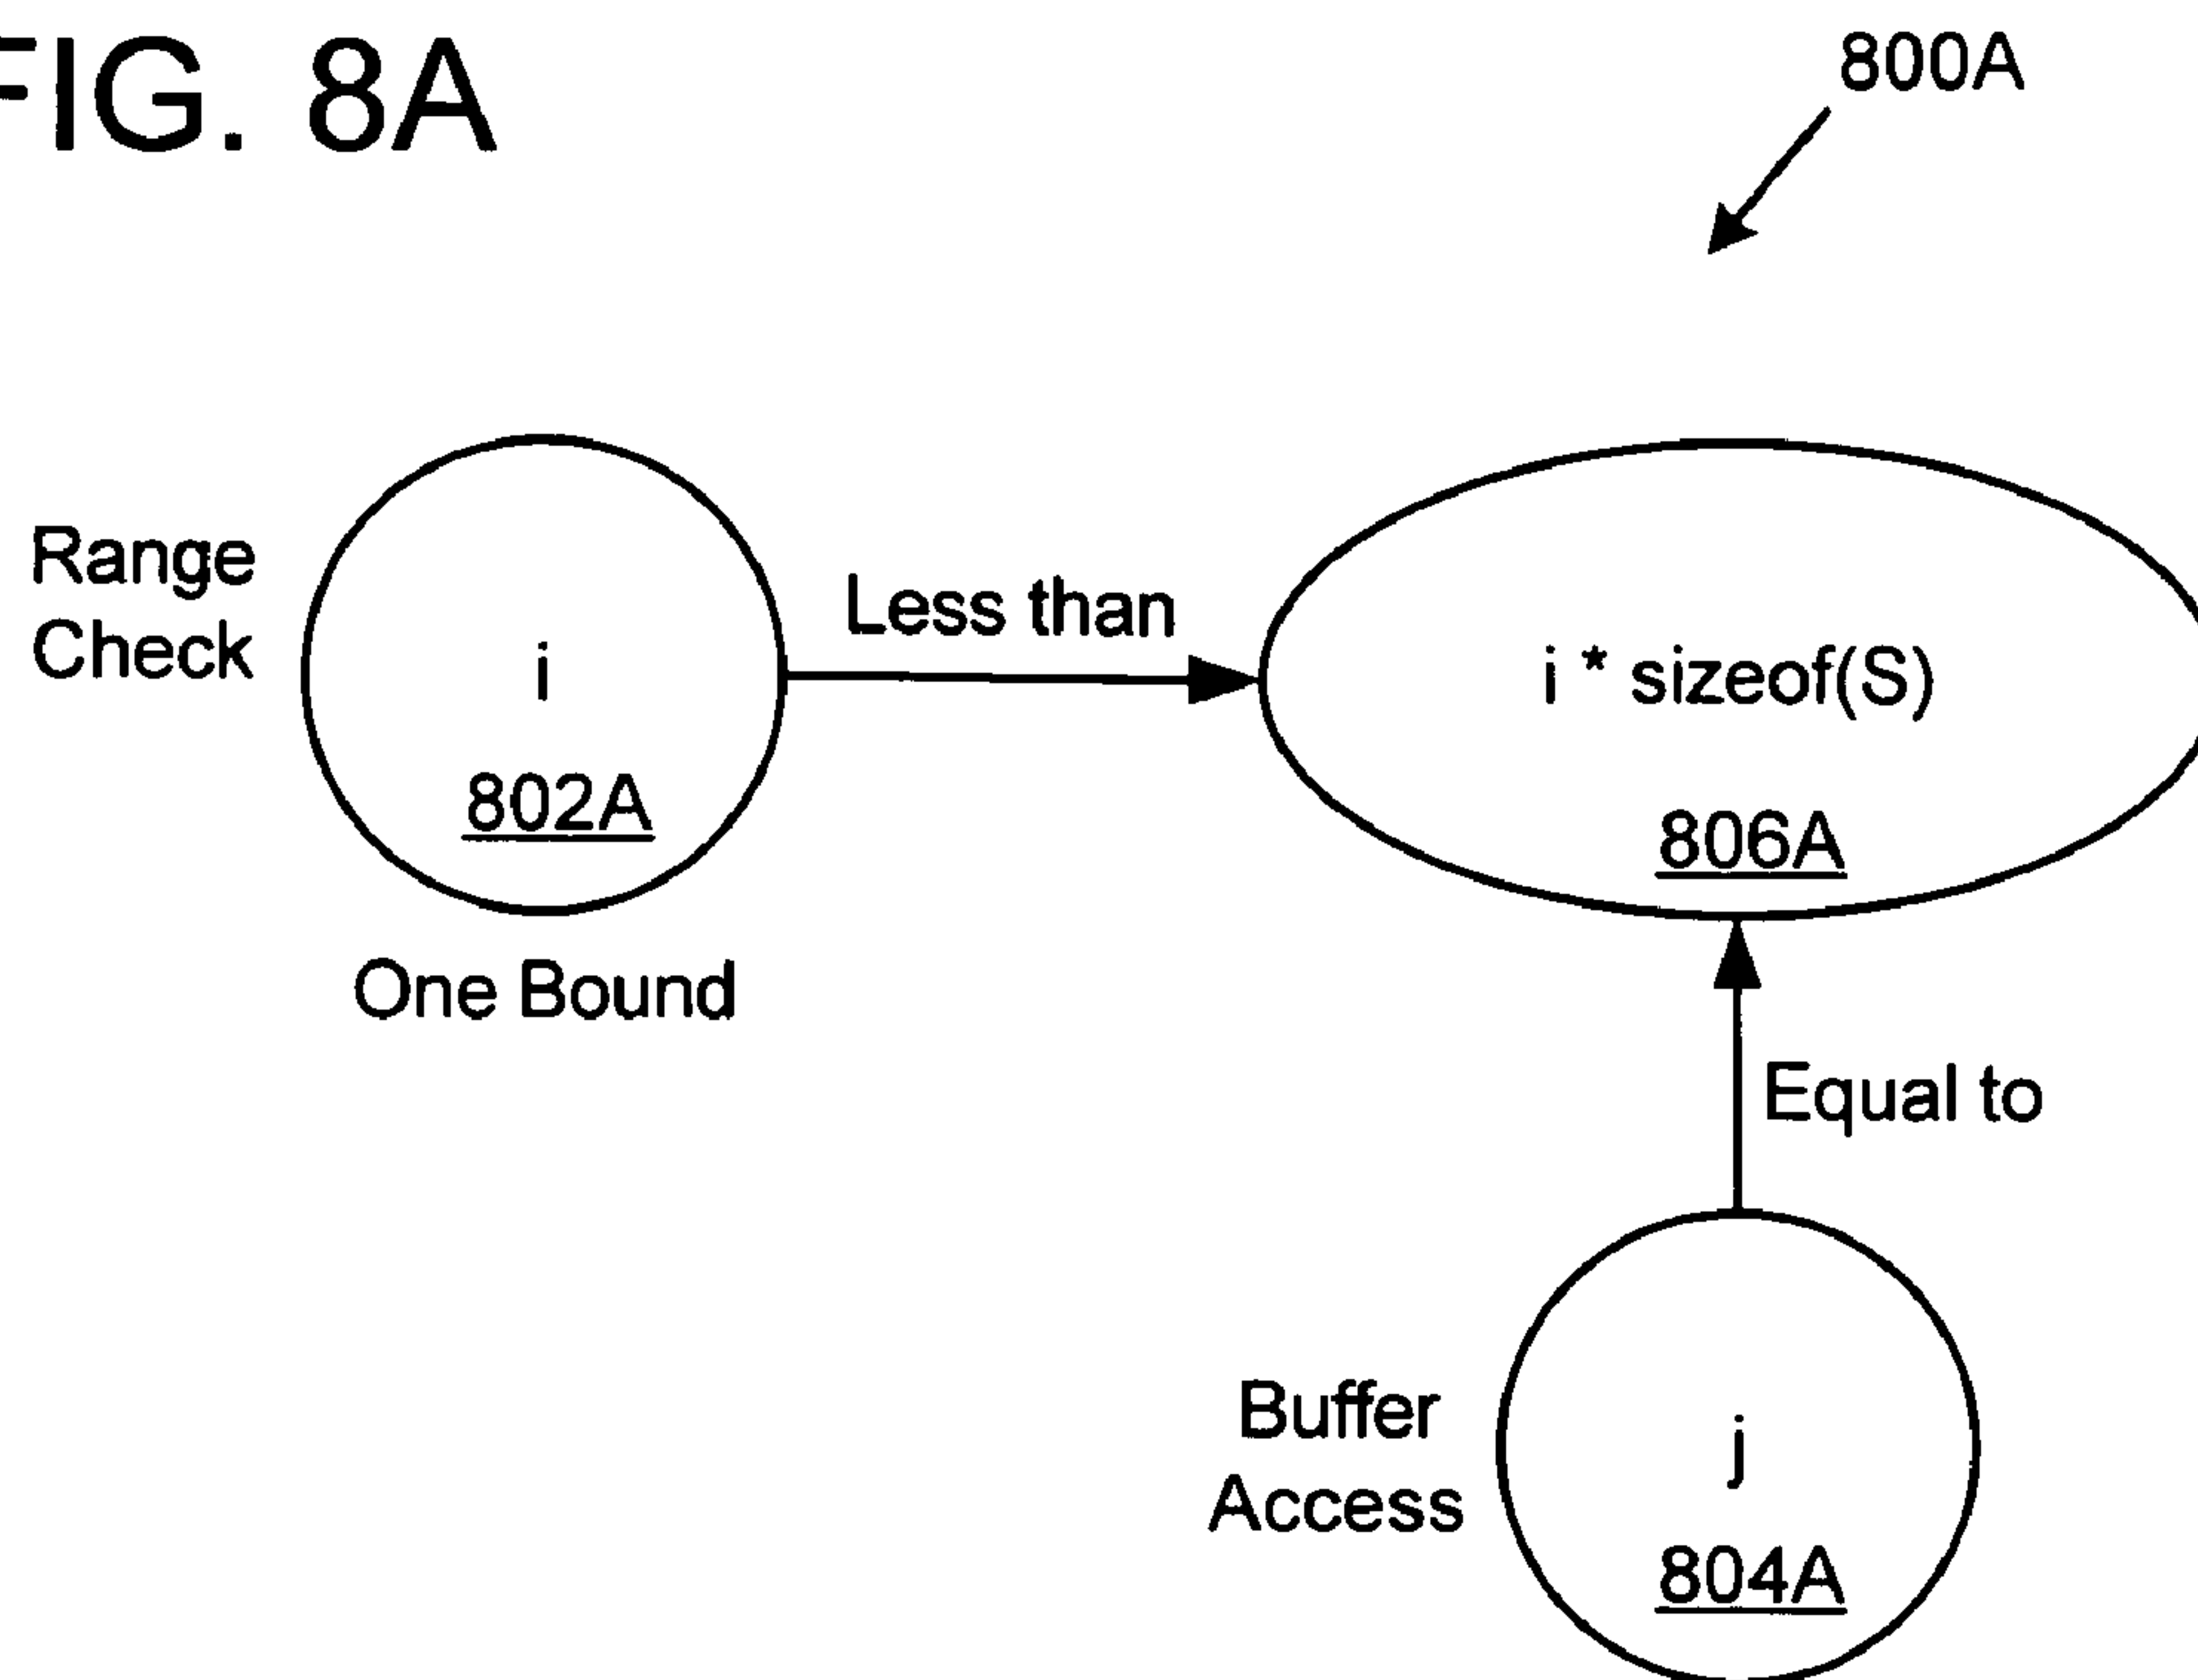 FIG. 8A
800A
Range
Check
i
802A
One Bound
Less than
i * sizeof(S)
806A
Equal to
Buffer
Access
j
804A